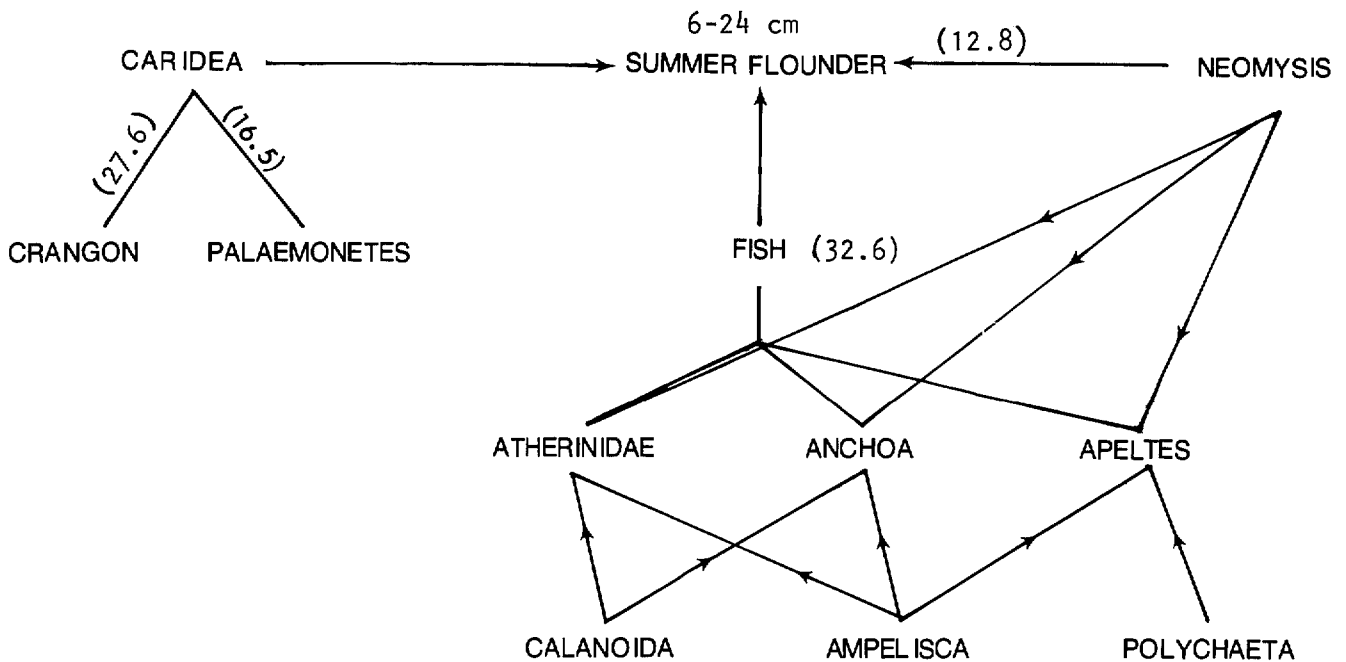 6-24 cm
CARIDEA
SUMMER FLOUNDER
(12.8)
NEOMYSIS
(27.6)
(16.5)
CRANGON
PALAEMONETES
FISH (32.6)
ATHERINIDAE
ANCHOA
APELTES
CALANOIDA
AMPELISCA
POLYCHAETA